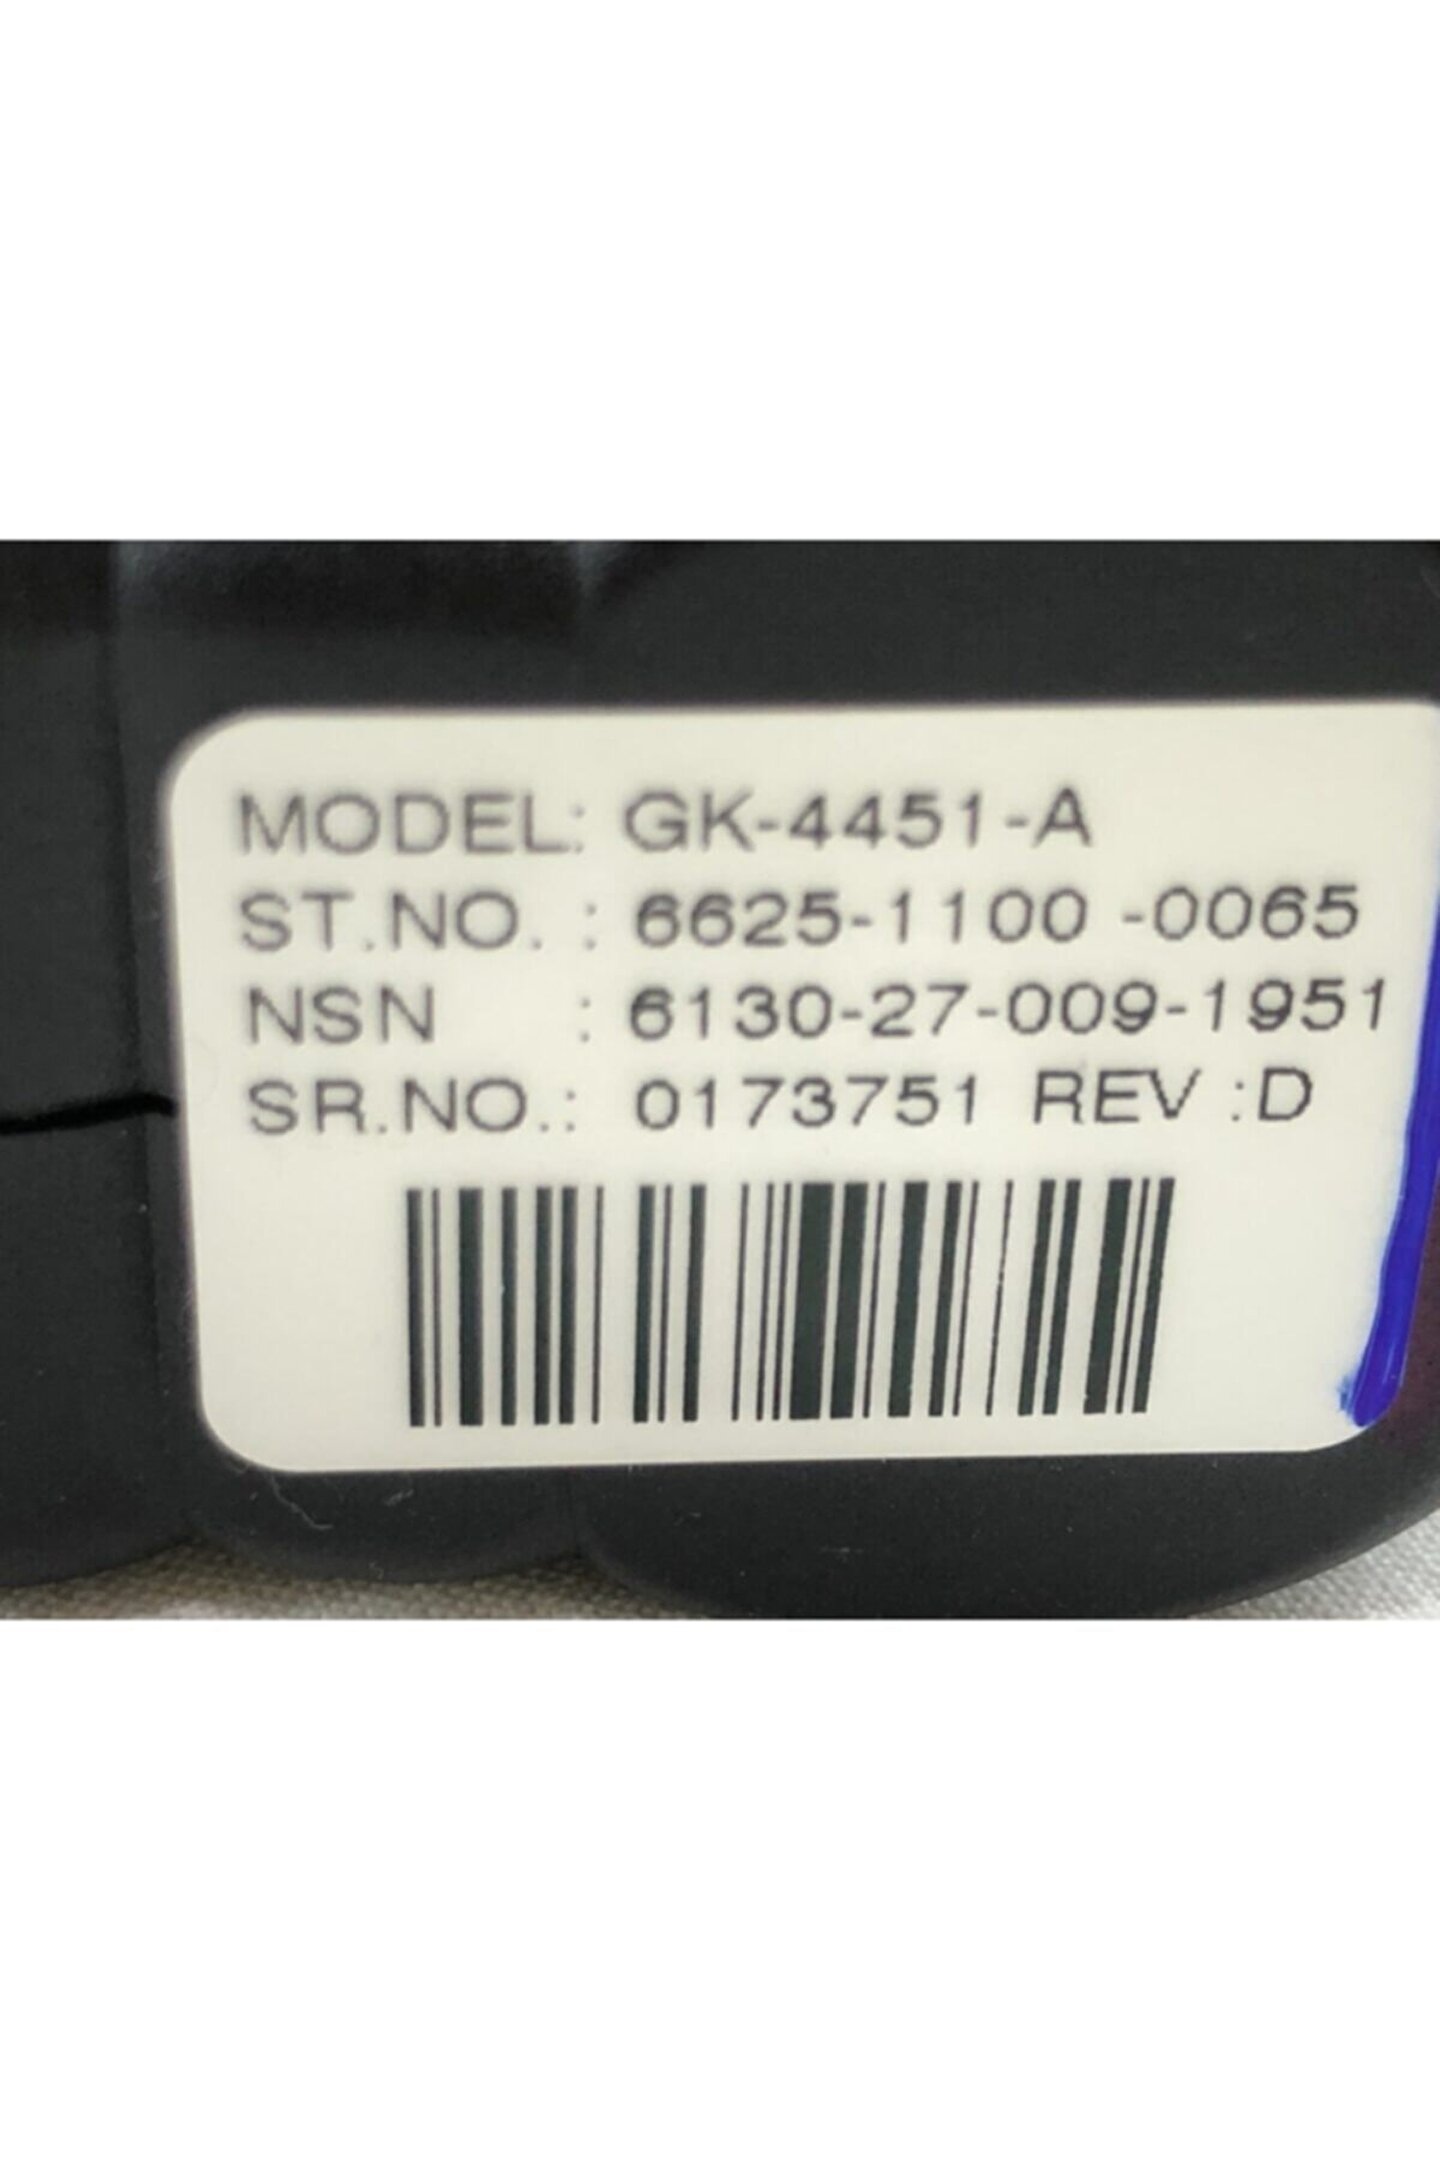 MODEL: GK-4451-A
ST.NO. : 6625-1100 -0065
NSN : 6130-27-009-1951
SR.NO.: 0173751 REV :D